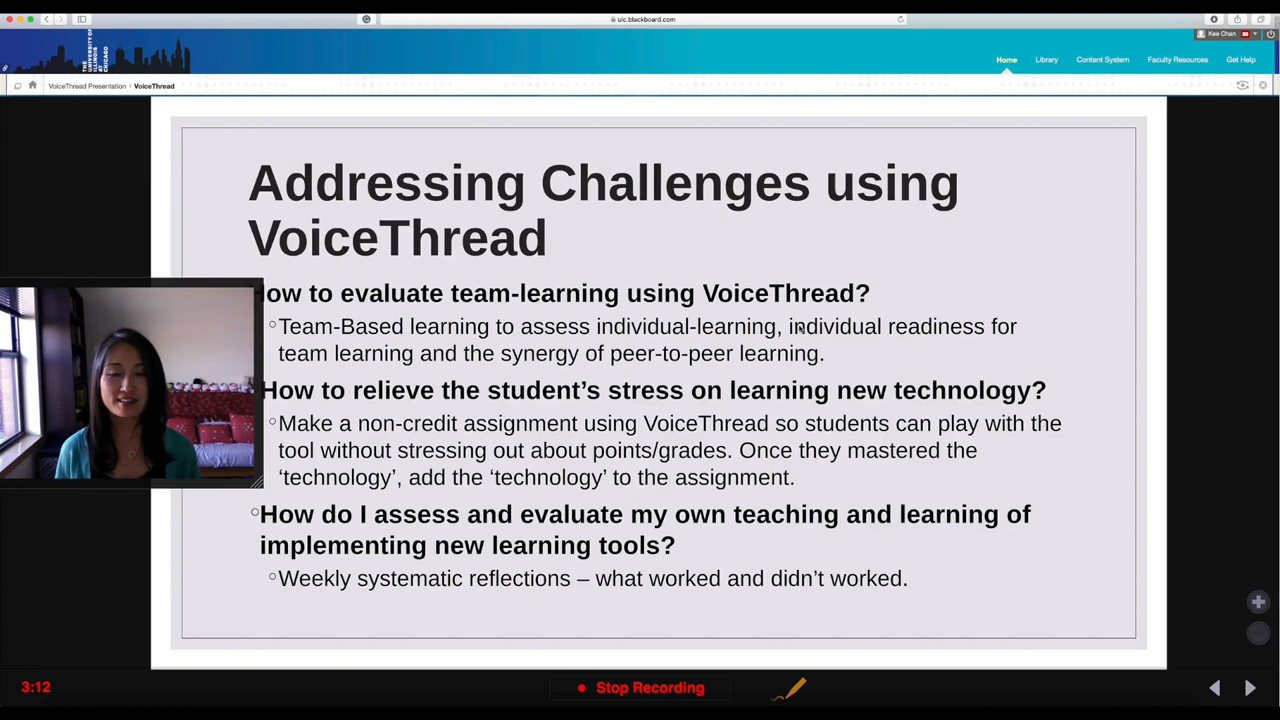 uic.blackboard.com
Kee Chan
THE
UNIVERSITY OF
ILLINOIS
AT
CHICAGO
Home Library Content System Faculty Resources Get Help
VoiceThread Presentation > VoiceThread
Addressing Challenges using
VoiceThread
How to evaluate team-learning using VoiceThread?
◦Team-Based learning to assess individual-learning, individual readiness for
team learning and the synergy of peer-to-peer learning.
How to relieve the student’s stress on learning new technology?
◦Make a non-credit assignment using VoiceThread so students can play with the
tool without stressing out about points/grades. Once they mastered the
‘technology’, add the ‘technology’ to the assignment.
◦How do I assess and evaluate my own teaching and learning of
implementing new learning tools?
◦Weekly systematic reflections – what worked and didn’t worked.
3:12
Stop Recording